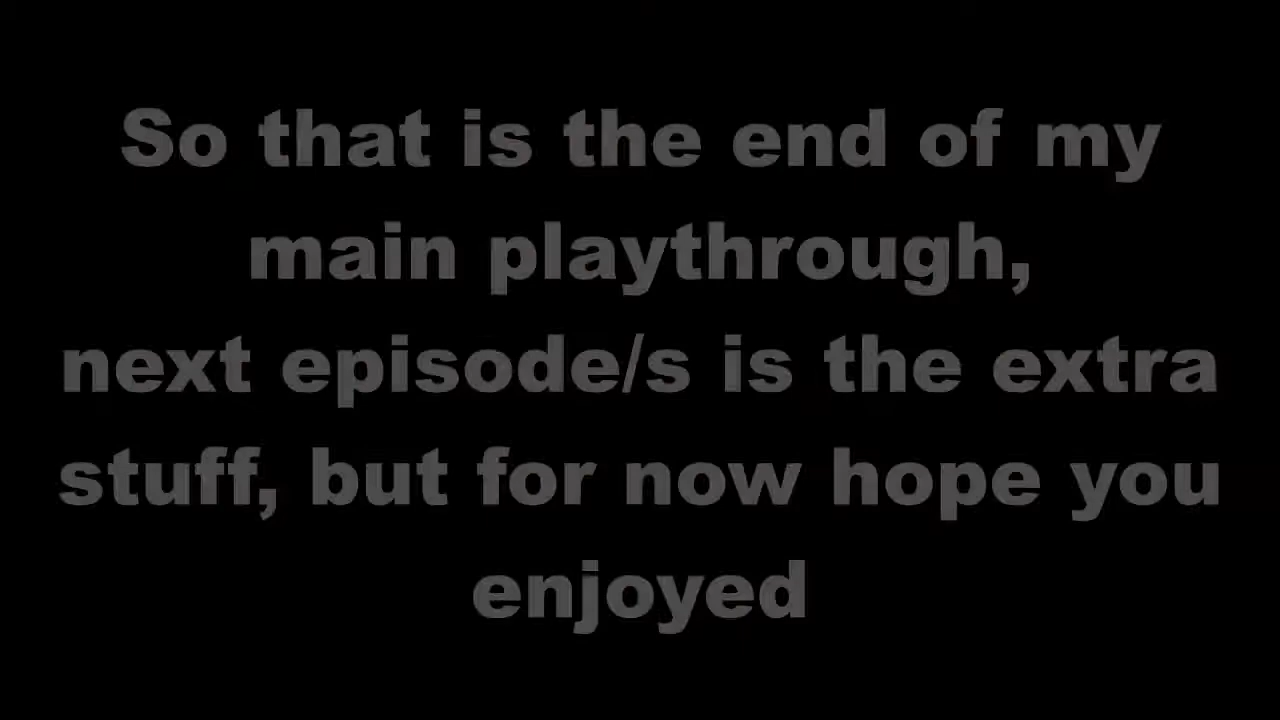 So that is the end of my
main playthrough,
next episode/s is the extra
stuff, but for now hope you
enjoyed